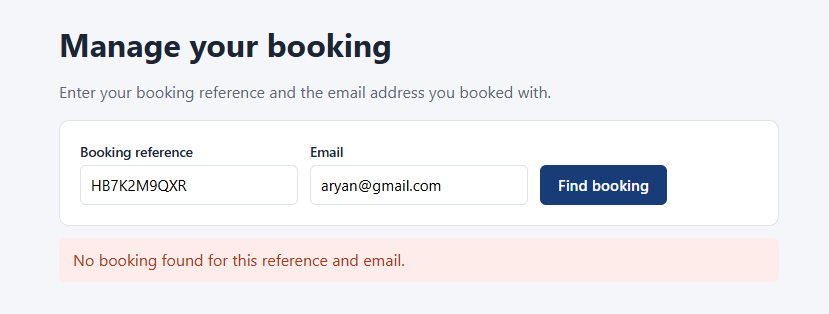 Manage your booking
Enter your booking reference and the email address you booked with.
Booking reference
Email
HB7K2M9QXR
aryan@gmail.com
Find booking
No booking found for this reference and email.